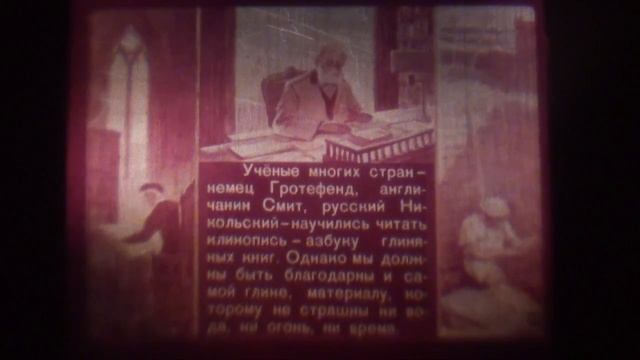 Учёные многих стран–
немец Гротефенд, англи-
чанин Смит, русский Ни-
кольский–научились читать
клинопись–азбуку глиня-
ных книг. Однако мы долж-
ны быть благодарны и са-
мой глине, материалу, ко-
торому не страшны ни во-
да, ни огонь, ни время.